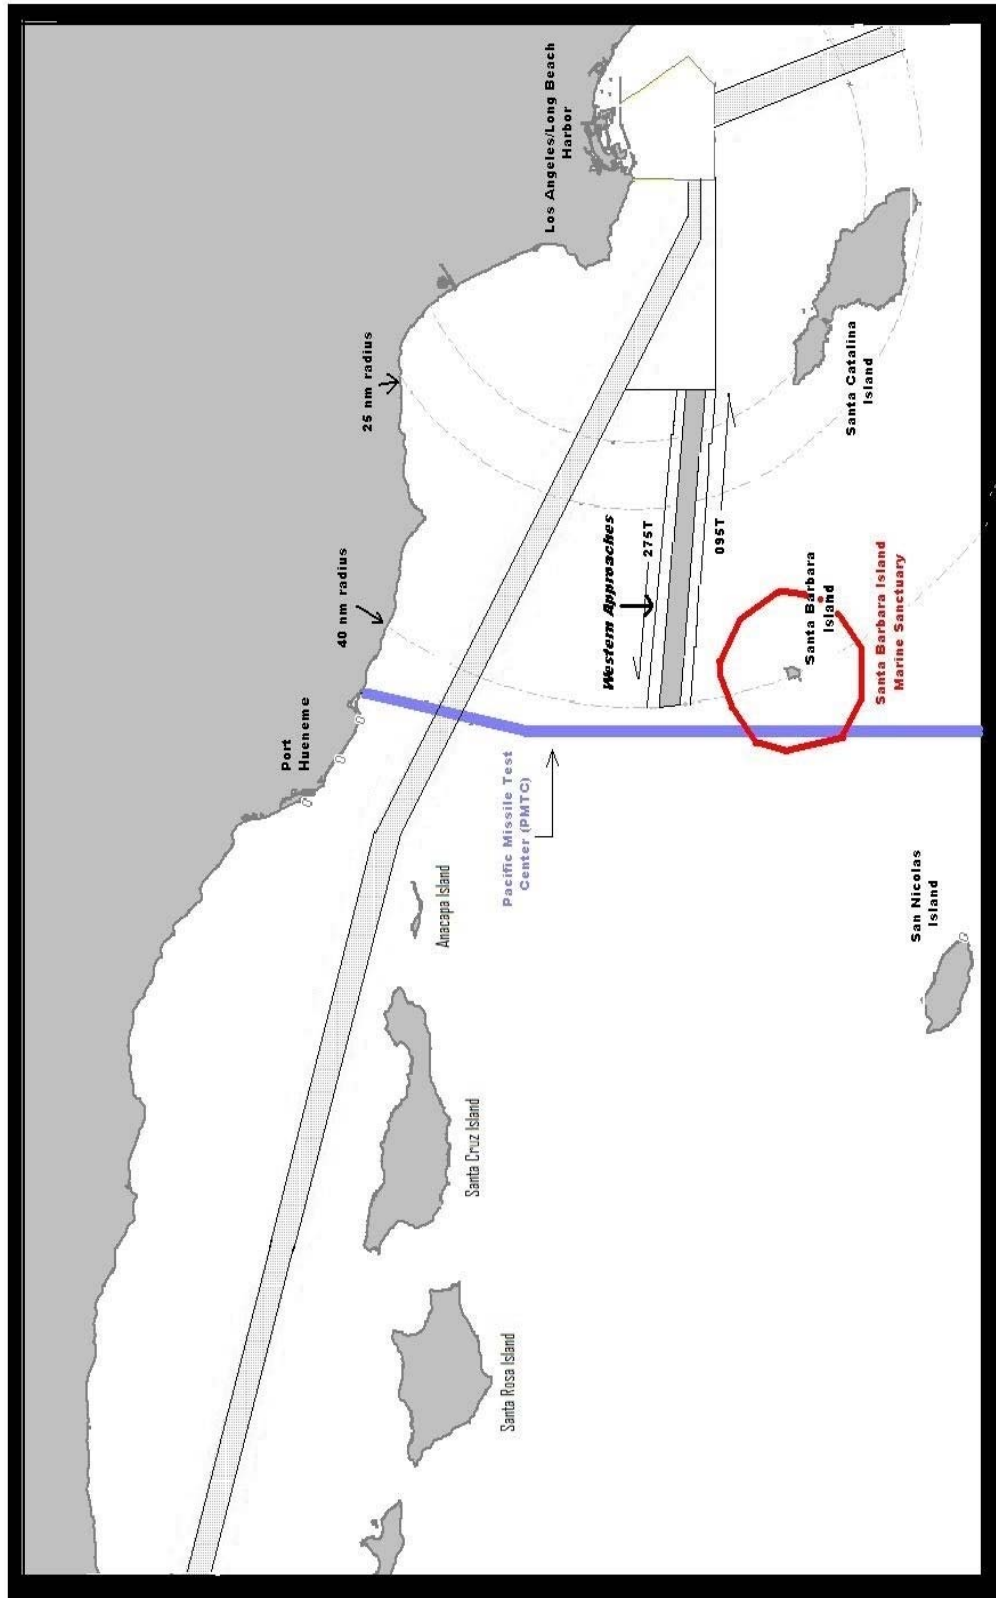 Los Angeles/Long Beach
Harbor
25 nm radius
40 nm radius
Port
Hueneme
Santa Catalina
Island
Western Approaches
275T
095T
Santa Barbara
Island
Santa Barbara Island
Marine Sanctuary
Pacific Missile Test
Center (PMTC)
Anacapa Island
San Nicolas
Island
Santa Cruz Island
Santa Rosa Island